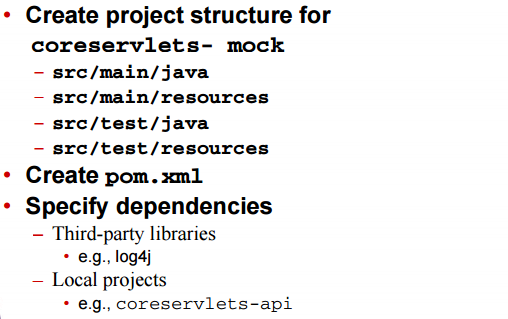 • Create project structure for
coreservlets- mock
– src/main/java
– src/main/resources
– src/test/java
– src/test/resources
• Create pom.xml
• Specify dependencies
– Third-party libraries
• e.g., log4j
– Local projects
• e.g., coreservlets-api